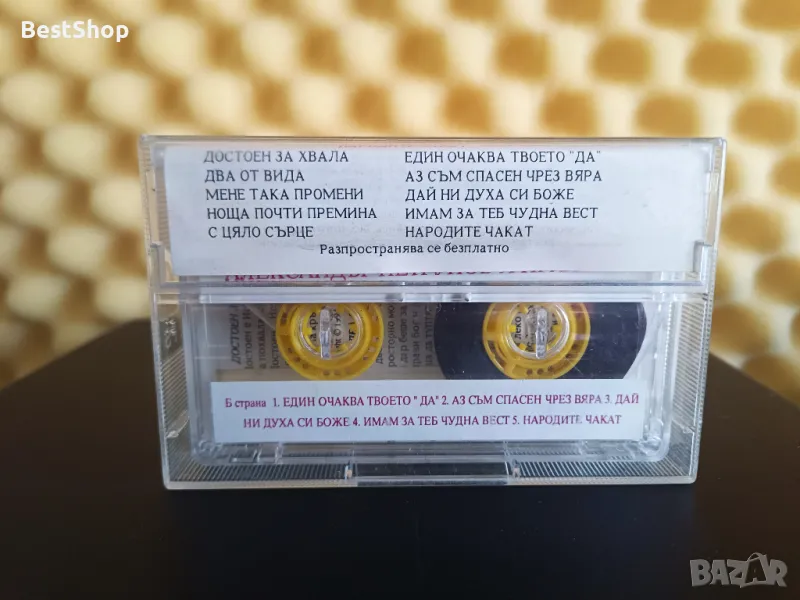 BestShop
ДОСТОЕН ЗА ХВАЛА
ДВА ОТ ВИДА
МЕНЕ ТАКА ПРОМЕНИ
НОЩА ПОЧТИ ПРЕМИНА
С ЦЯЛО СЪРЦЕ
ЕДИН ОЧАКВА ТВОЕТО "ДА"
АЗ СЪМ СПАСЕН ЧРЕЗ ВЯРА
ДАЙ НИ ДУХА СИ БОЖЕ
ИМАМ ЗА ТЕБ ЧУДНА ВЕСТ
НАРОДИТЕ ЧАКАТ
Разпространява се безплатно
Б страна 1. ЕДИН ОЧАКВА ТВОЕТО " ДА" 2. АЗ СЪМ СПАСЕН ЧРЕЗ ВЯРА 3. ДАЙ
НИ ДУХА СИ БОЖЕ 4. ИМАМ ЗА ТЕБ ЧУДНА ВЕСТ 5. НАРОДИТЕ ЧАКАТ
BAZAR